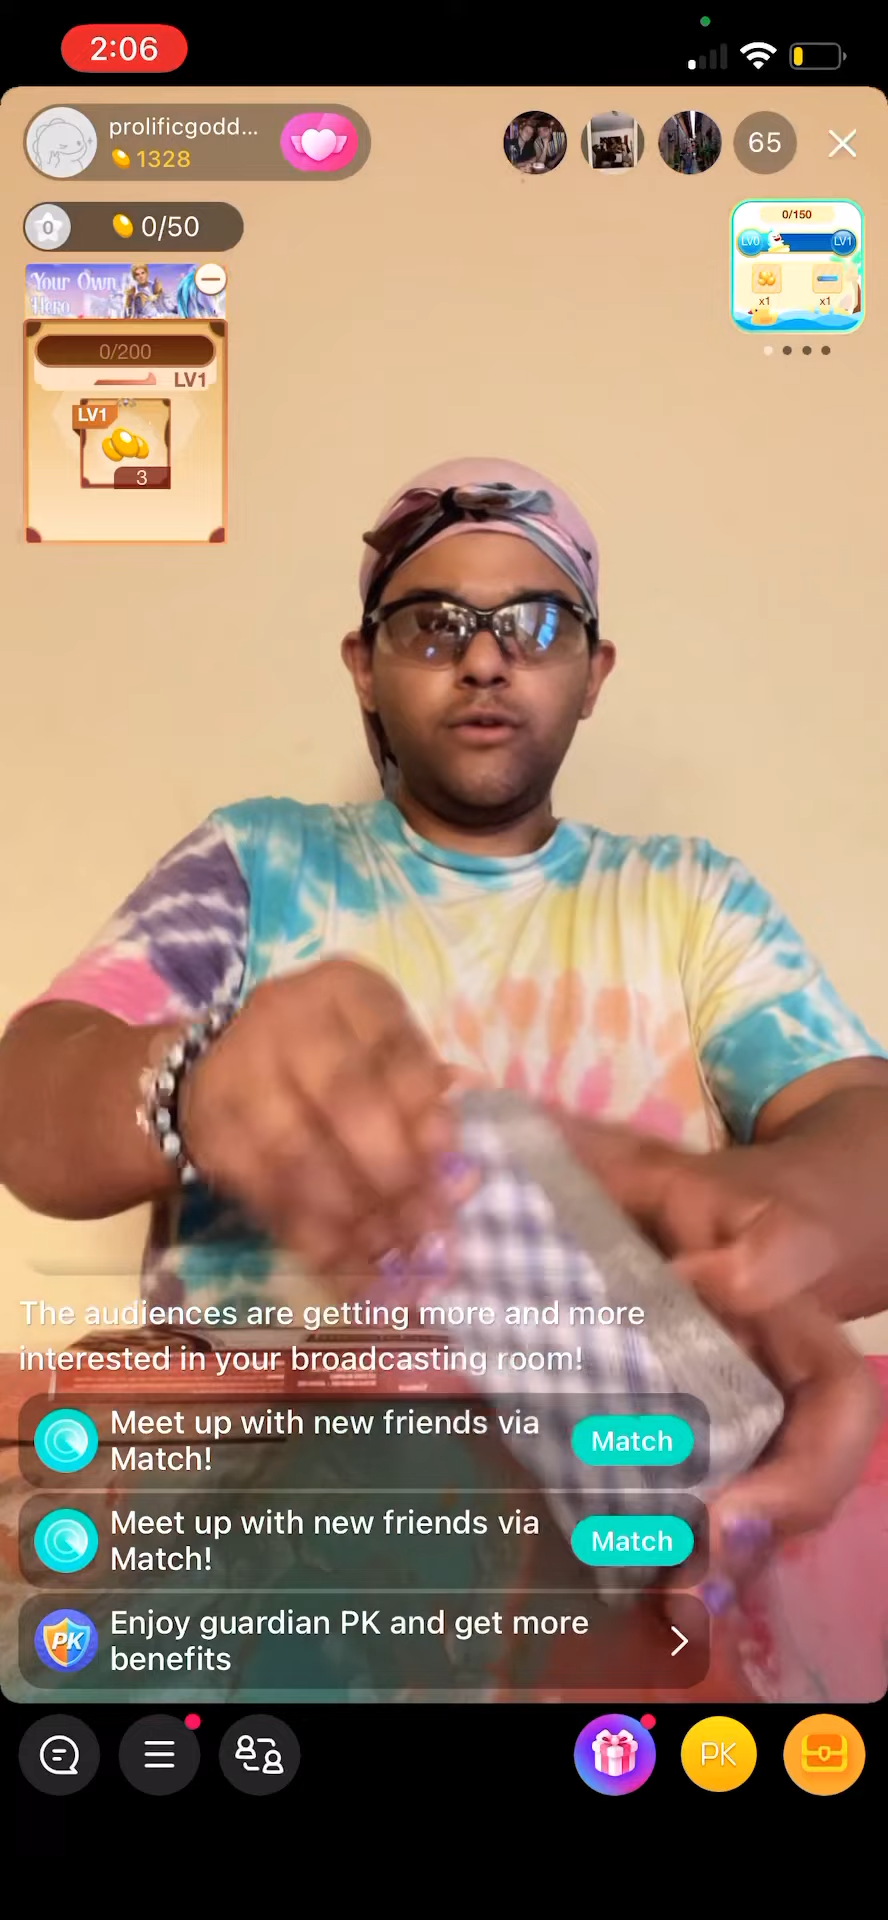 2:06
prolificgodd...
1328
65
0
0/50
0/150
LV0
LV1
x1
x1
Your Own
Hero
0/200
LV1
LV1
3
The audiences are getting more and more
interested in your broadcasting room!
Meet up with new friends via
Match!
Match
Meet up with new friends via
Match!
Match
PK
Enjoy guardian PK and get more
benefits
PK